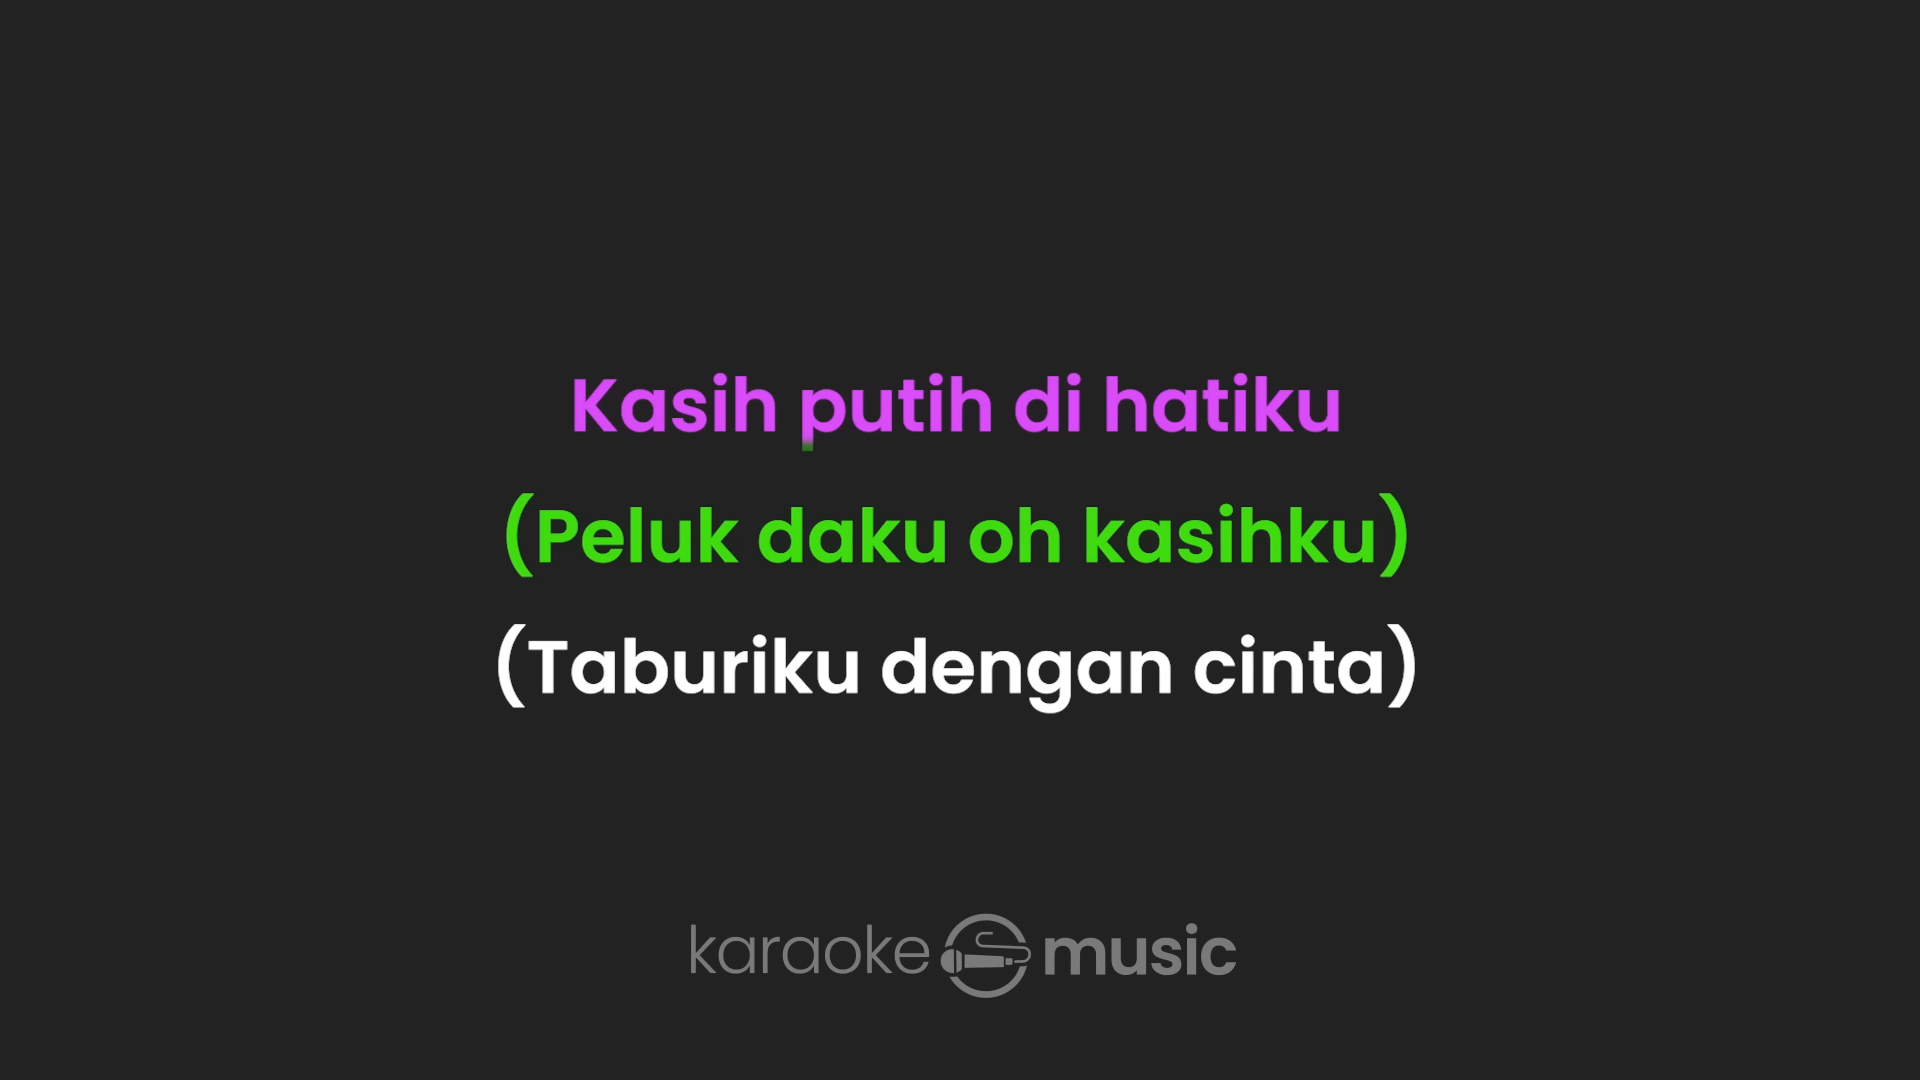 Kasih putih di hatiku
(Peluk daku oh kasihku)
(Taburiku dengan cinta)
karaoke music